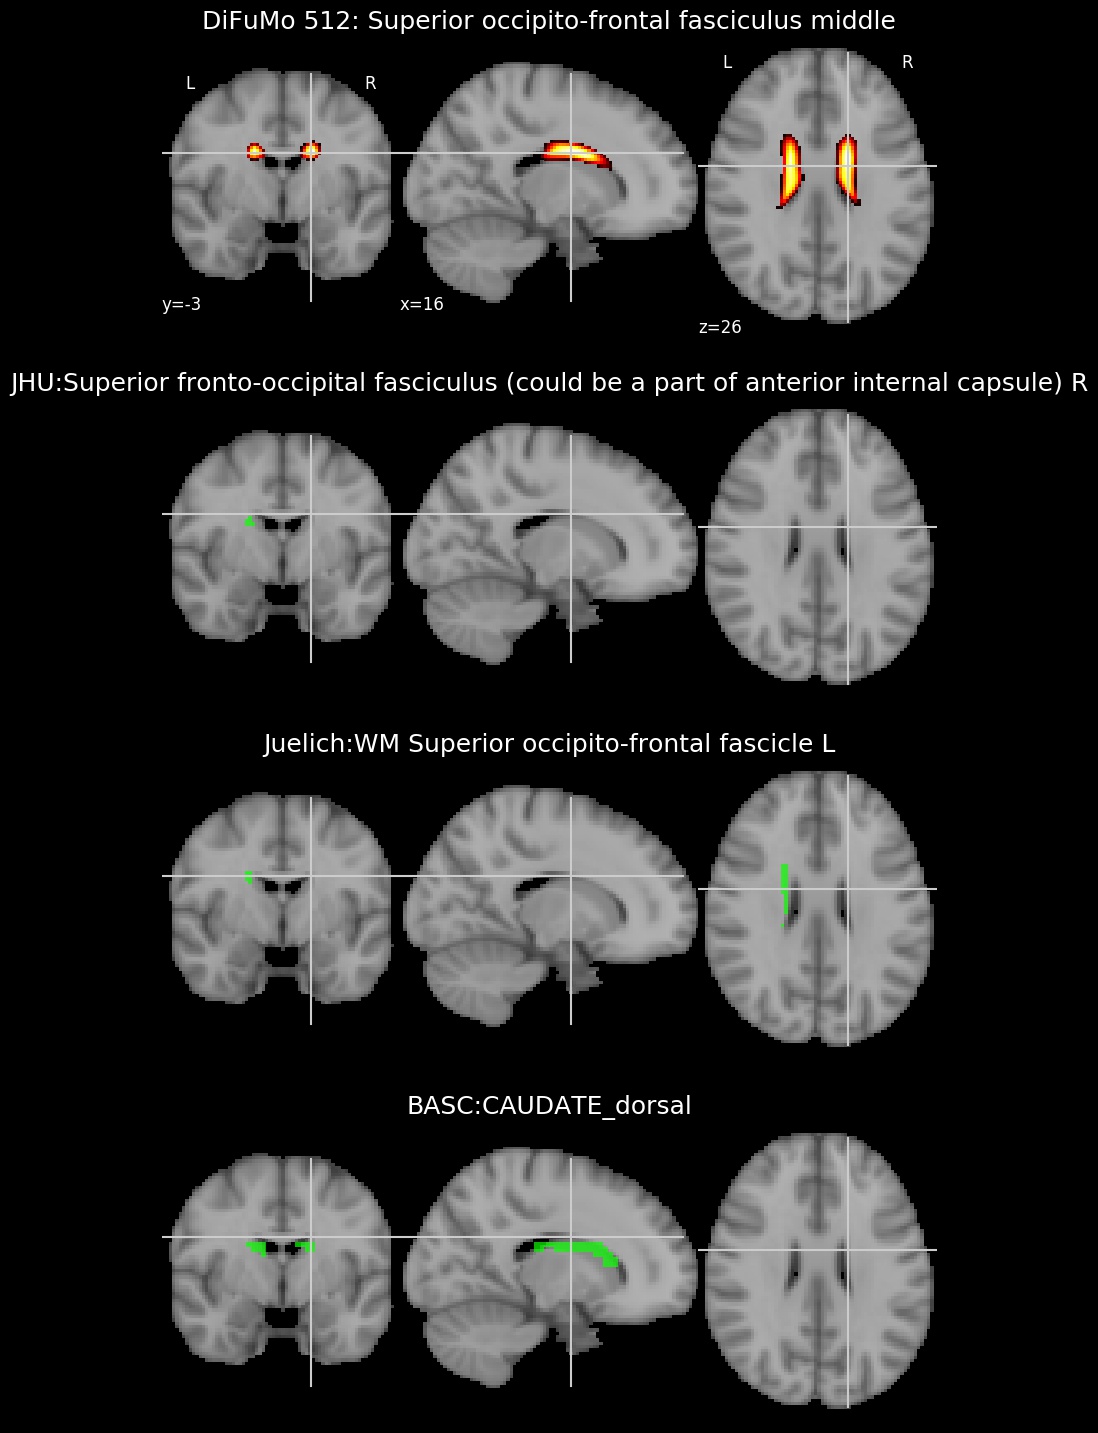 DiFuMo 512: Superior occipito-frontal fasciculus middle
L R L R
y=-3 x=16 z=26
JHU:Superior fronto-occipital fasciculus (could be a part of anterior internal capsule) R
Juelich:WM Superior occipito-frontal fascicle L
BASC:CAUDATE_dorsal